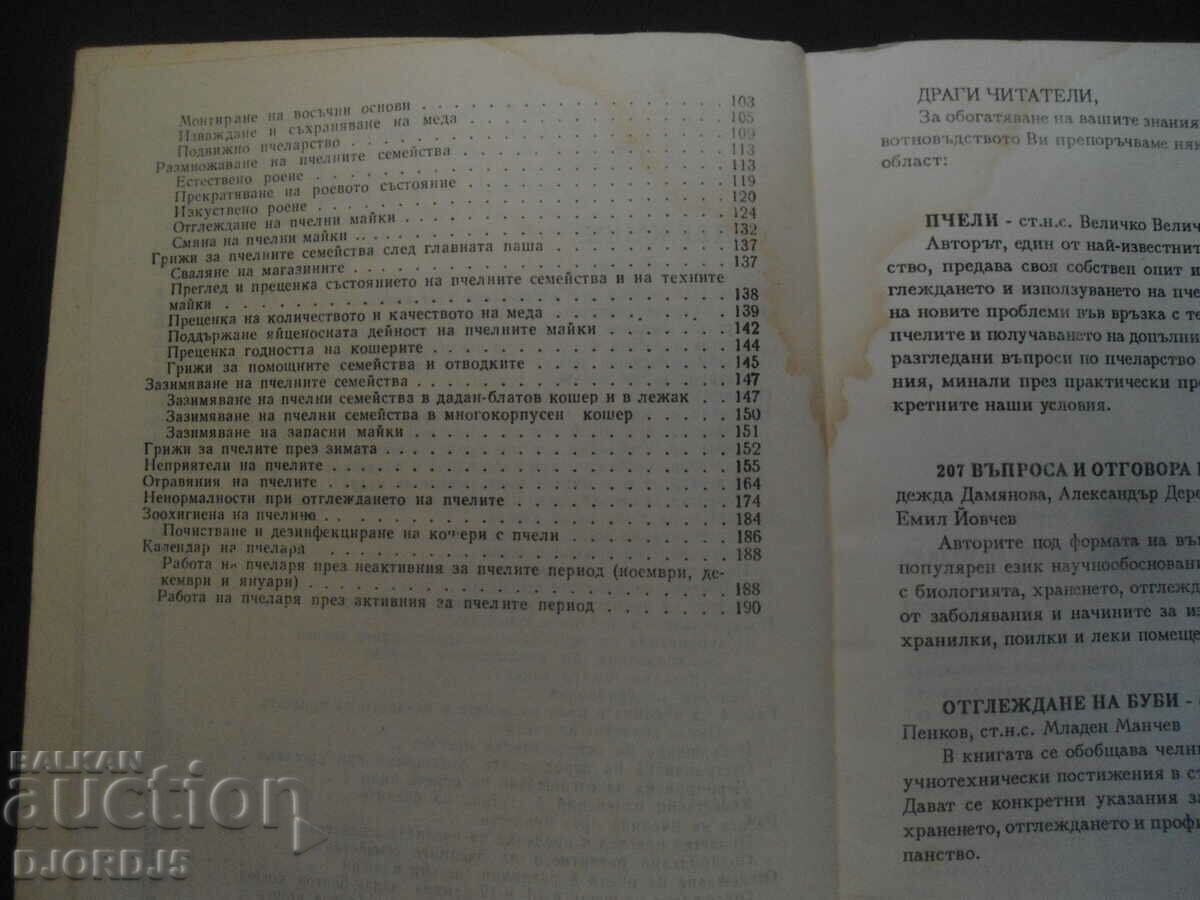 Монтиране на восъчни основи . . . . . . . . . . . . . 103
Изваждане и съхраняване на меда . . . . . . . . . . . 105
Подвижно пчеларство . . . . . . . . . . . . . . . 109
Размножаване на пчелните семейства . . . . . . . . . . . 113
Естествено роене . . . . . . . . . . . . . . . . 113
Прекратяване на роевото състояние . . . . . . . . . . . 119
Изкуствено роене . . . . . . . . . . . . . . . . 120
Отглеждане на пчелни майки . . . . . . . . . . . . . 124
Смяна на пчелни майки . . . . . . . . . . . . . . . 132
Грижи за пчелните семейства след главната паша . . . . . . . 137
Сваляне на магазините . . . . . . . . . . . . . . . 137
Преглед и преценка състоянието на пчелните семейства и на техните
майки . . . . . . . . . . . . . . . . . . . . 138
Преценка на количеството и качеството на меда . . . . . . . 139
Поддържане яйценосната дейност на пчелните майки . . . . . 142
Преценка годността на кошерите . . . . . . . . . . . . 144
Грижи за помощните семейства и отводките . . . . . . . . 145
Зазимяване на пчелните семейства . . . . . . . . . . . . 147
Зазимяване на пчелни семейства в дадан-блатов кошер и в лежак . . 147
Зазимяване на пчелни семейства в многокорпусен кошер . . . . 150
Зазимяване на запасни майки . . . . . . . . . . . . . 151
Грижи за пчелите през зимата . . . . . . . . . . . . . 152
Неприятели на пчелите . . . . . . . . . . . . . . . 155
Отравяния на пчелите . . . . . . . . . . . . . . . 164
Ненормалности при отглеждането на пчелите . . . . . . . . . 174
Зоохигиена на пчелина . . . . . . . . . . . . . . . 184
Почистване и дезинфекциране на кошери с пчели . . . . . . . 186
Календар на пчеларя . . . . . . . . . . . . . . . . 188
Работа на пчеларя през неактивния за пчелите период (ноември, де-
кември и януари) . . . . . . . . . . . . . . . . 188
Работа на пчеларя през активния за пчелите период . . . . . . 190
ДРАГИ ЧИТАТЕЛИ,
За обогатяване на вашите знания
вотновъдството Ви препоръчваме няк
област:
ПЧЕЛИ - ст.н.с. Величко Велич
Авторът, един от най-известнит
ство, предава своя собствен опит и
глеждането и използуването на пче
на новите проблеми във връзка с те
пчелите и получаването на допълни
разгледани въпроси по пчеларство
ния, минали през практически пр
кретните наши условия.
207 ВЪПРОСА И ОТГОВОРА
дежда Дамянова, Александър Дер
Емил Йовчев
Авторите под формата на въ
популярен език научнообоснован
с биологията, храненето, отглежд
от заболявания и начините за из
хранилки, поилки и леки помеще
ОТГЛЕЖДАНЕ НА БУБИ -
Пенков, ст.н.с. Младен Манчев
В книгата се обобщава челни
учнотехнически постижения в ст
Дават се конкретни указания за
храненето, отглеждането и профи
панство.
BALKAN
auction
DJORDJ5